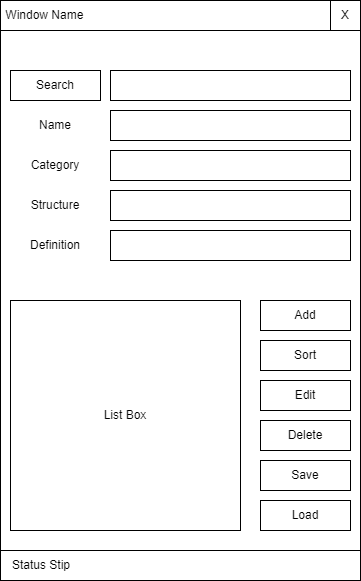 Window Name X
Search
Name
Category
Structure
Definition
Add
Sort
Edit
List Box
Delete
Save
Load
Status Stip